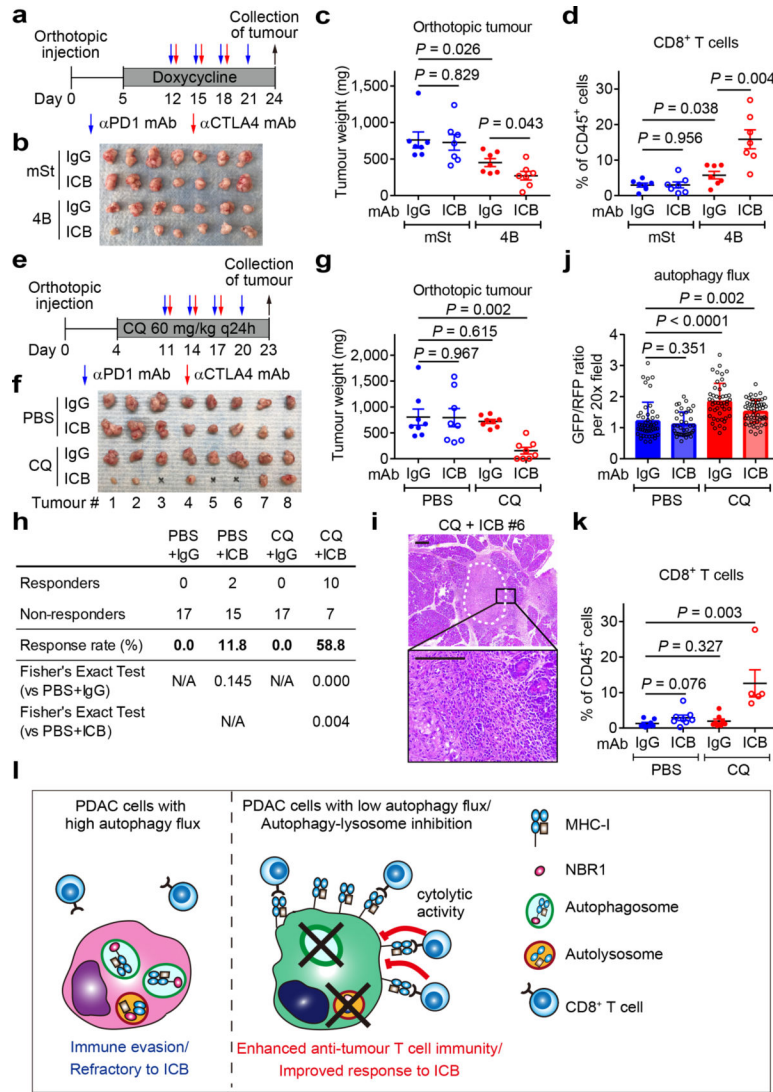 a
Orthotopic injection
Collection of tumour
Doxycycline
Day 0 5 12 15 18 21 24
αPD1 mAb αCTLA4 mAb
b
mSt IgG
ICB
4B IgG
ICB
c
Orthotopic tumour
P = 0.026
P = 0.829
P = 0.043
Tumour weight (mg)
1,500
1,000
500
0
mAb IgG ICB IgG ICB
mSt 4B
d
CD8+ T cells
P = 0.004
P = 0.038
P = 0.956
% of CD45+ cells
30
20
10
0
mAb IgG ICB IgG ICB
mSt 4B
e
Orthotopic injection
Collection of tumour
CQ 60 mg/kg q24h
Day 0 4 11 14 17 20 23
αPD1 mAb αCTLA4 mAb
f
PBS IgG
ICB
CQ IgG
ICB
Tumour # 1 2 3 4 5 6 7 8
g
Orthotopic tumour
P = 0.002
P = 0.615
P = 0.967
Tumour weight (mg)
2,000
1,500
1,000
500
0
mAb IgG ICB IgG ICB
PBS CQ
j
autophagy flux
P = 0.002
P < 0.0001
P = 0.351
GFP/RFP ratio
per 20x field
4
3
2
1
0
mAb IgG ICB IgG ICB
PBS CQ
h
PBS +IgG PBS +ICB CQ +IgG CQ +ICB
Responders 0 2 0 10
Non-responders 17 15 17 7
Response rate (%) 0.0 11.8 0.0 58.8
Fisher's Exact Test (vs PBS+IgG) N/A 0.145 N/A 0.000
Fisher's Exact Test (vs PBS+ICB) N/A 0.004
i
CQ + ICB #6
k
CD8+ T cells
P = 0.003
P = 0.327
P = 0.076
% of CD45+ cells
30
20
10
0
mAb IgG ICB IgG ICB
PBS CQ
l
PDAC cells with
high autophagy flux
Immune evasion/
Refractory to ICB
PDAC cells with low autophagy flux/
Autophagy-lysosome inhibition
cytolytic
activity
Enhanced anti-tumour T cell immunity/
Improved response to ICB
MHC-I
NBR1
Autophagosome
Autolysosome
CD8+ T cell